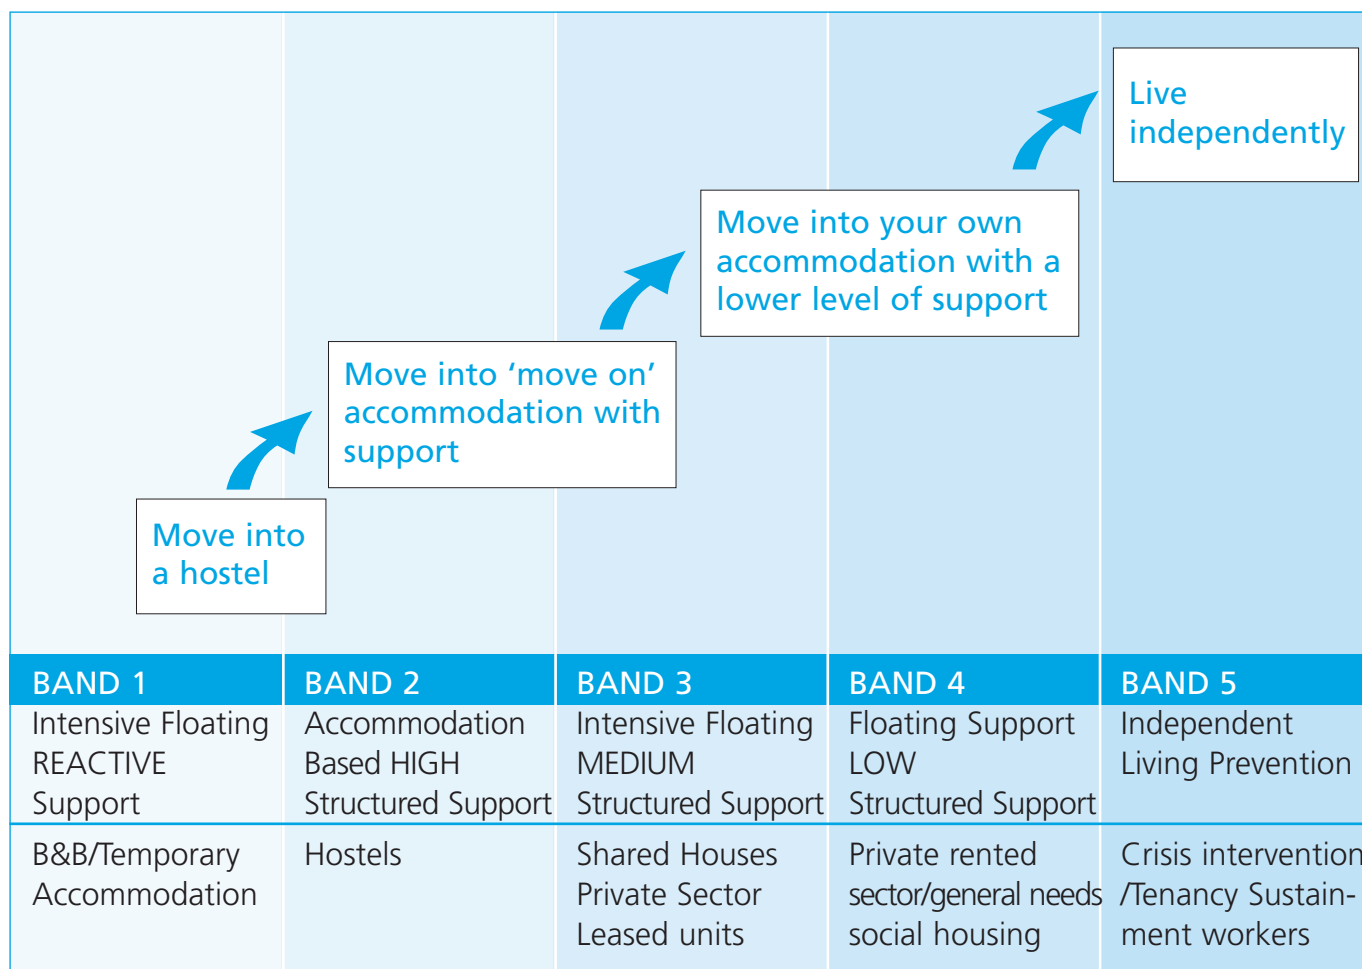 Live
independently
Move into your own
accommodation with a
lower level of support
Move into ‘move on’
accommodation with
support
Move into
a hostel
BAND 1
Intensive Floating
REACTIVE
Support
B&B/Temporary
Accommodation
BAND 2
Accommodation
Based HIGH
Structured Support
Hostels
BAND 3
Intensive Floating
MEDIUM
Structured Support
Shared Houses
Private Sector
Leased units
BAND 4
Floating Support
LOW
Structured Support
Private rented
sector/general needs
social housing
BAND 5
Independent
Living Prevention
Crisis intervention
/Tenancy Sustain-
ment workers